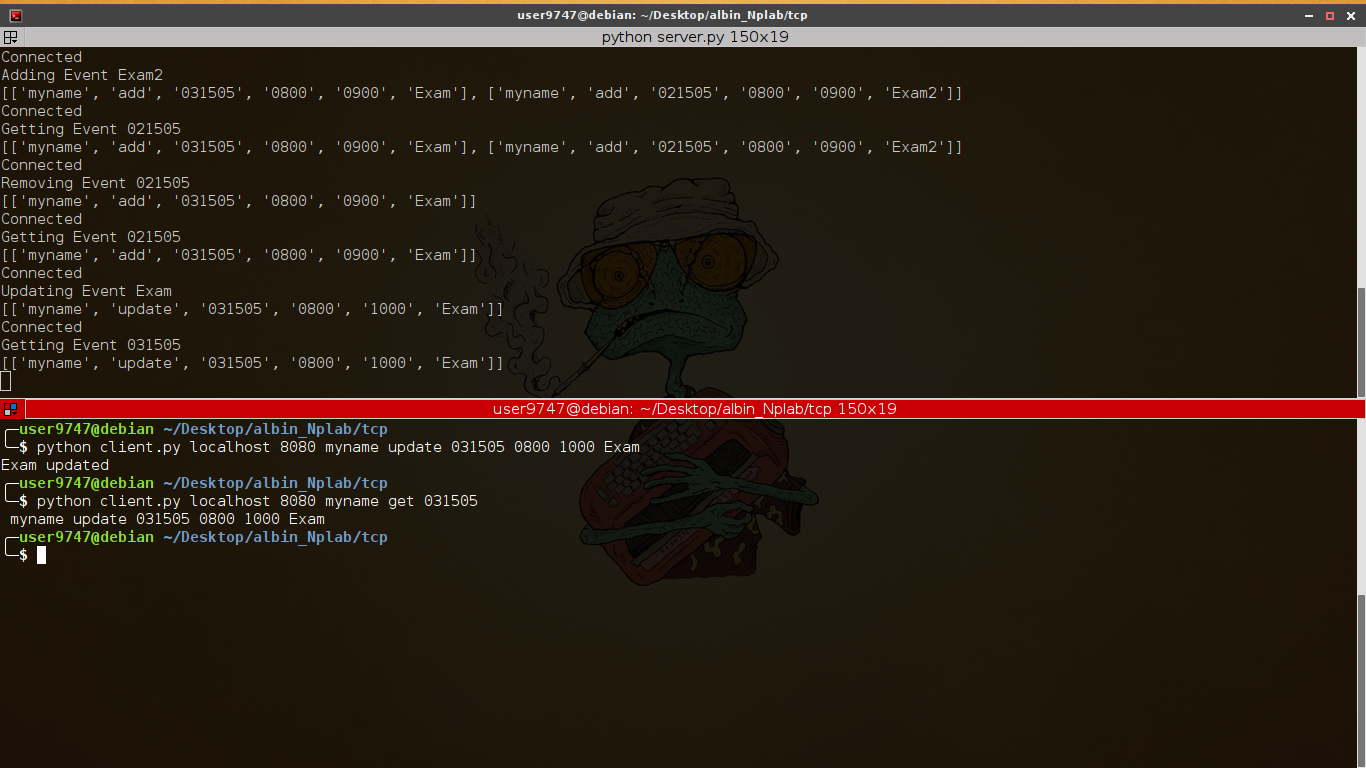 user9747@debian: ~/Desktop/albin_Nplab/tcp
python server.py 150x19
Connected
Adding Event Exam2
[['myname', 'add', '031505', '0800', '0900', 'Exam'], ['myname', 'add', '021505', '0800', '0900', 'Exam2']]
Connected
Getting Event 021505
[['myname', 'add', '031505', '0800', '0900', 'Exam'], ['myname', 'add', '021505', '0800', '0900', 'Exam2']]
Connected
Removing Event 021505
[['myname', 'add', '031505', '0800', '0900', 'Exam']]
Connected
Getting Event 021505
[['myname', 'add', '031505', '0800', '0900', 'Exam']]
Connected
Updating Event Exam
[['myname', 'update', '031505', '0800', '1000', 'Exam']]
Connected
Getting Event 031505
[['myname', 'update', '031505', '0800', '1000', 'Exam']]
user9747@debian: ~/Desktop/albin_Nplab/tcp 150x19
user9747@debian ~/Desktop/albin_Nplab/tcp
$ python client.py localhost 8080 myname update 031505 0800 1000 Exam
Exam updated
user9747@debian ~/Desktop/albin_Nplab/tcp
$ python client.py localhost 8080 myname get 031505
myname update 031505 0800 1000 Exam
user9747@debian ~/Desktop/albin_Nplab/tcp
$